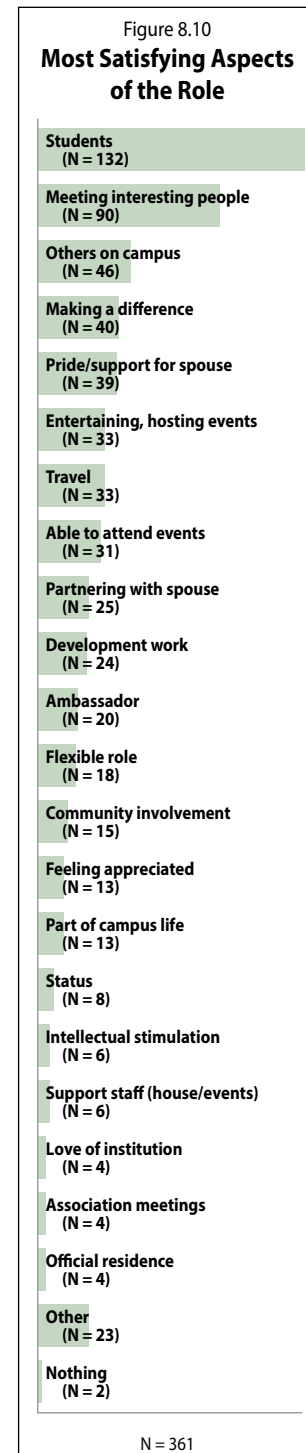 Figure 8.10
Most Satisfying Aspects
of the Role
Students
(N = 132)
Meeting interesting people
(N = 90)
Others on campus
(N = 46)
Making a difference
(N = 40)
Pride/support for spouse
(N = 39)
Entertaining, hosting events
(N = 33)
Travel
(N = 33)
Able to attend events
(N = 31)
Partnering with spouse
(N = 25)
Development work
(N = 24)
Ambassador
(N = 20)
Flexible role
(N = 18)
Community involvement
(N = 15)
Feeling appreciated
(N = 13)
Part of campus life
(N = 13)
Status
(N = 8)
Intellectual stimulation
(N = 6)
Support staff (house/events)
(N = 6)
Love of institution
(N = 4)
Association meetings
(N = 4)
Official residence
(N = 4)
Other
(N = 23)
Nothing
(N = 2)
N = 361